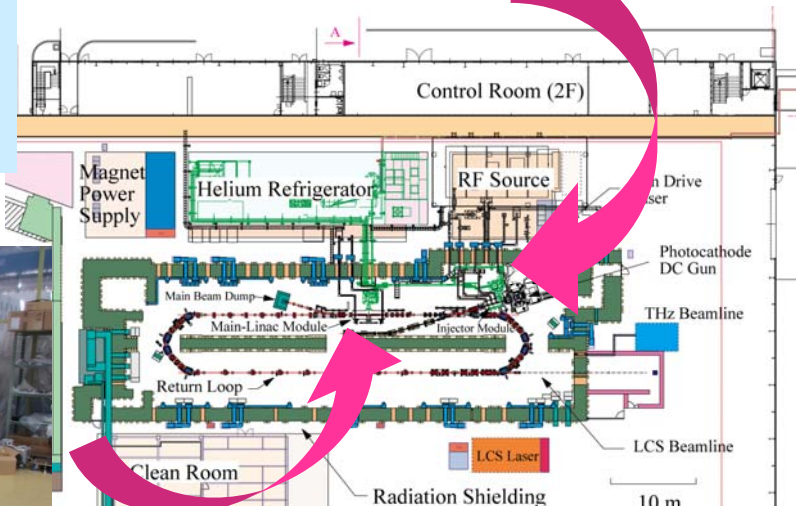 A
Control Room (2F)
Magnet
Power
Supply
Helium Refrigerator
RF Source
Drive
Photocathode
DC Gun
Main Beam Dump
THz Beamline
Main-Linac Module
Injector Module
Return Loop
LCS Beamline
LCS Laser
Clean Room
Radiation Shielding
10 m